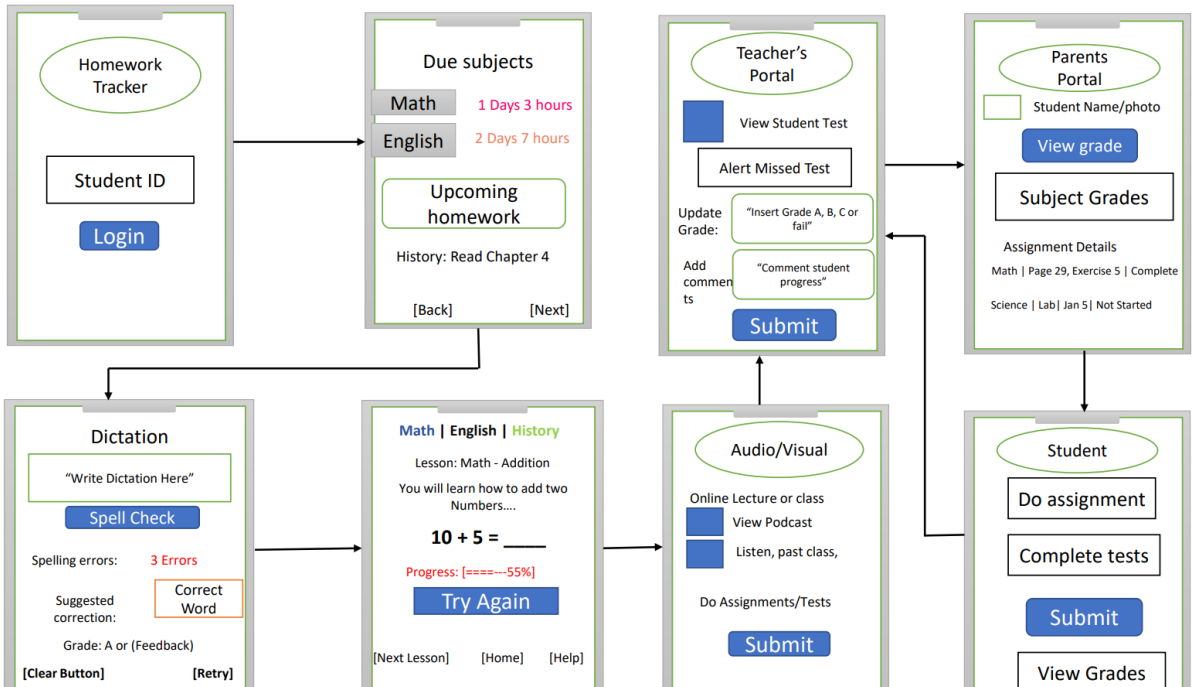 Homework
Tracker
Student ID
Login
Due subjects
Math
1 Days 3 hours
English
2 Days 7 hours
Upcoming
homework
History: Read Chapter 4
[Back]
[Next]
Teacher's
Portal
View Student Test
Alert Missed Test
Update
Grade:
“Insert Grade A, B, C or
fail”
Add
commen
ts
“Comment student
progress”
Submit
Parents
Portal
Student Name/photo
View grade
Subject Grades
Assignment Details
Math | Page 29, Exercise 5 | Complete
Science | Lab| Jan 5| Not Started
Dictation
“Write Dictation Here”
Spell Check
Spelling errors:
3 Errors
Suggested
correction:
Correct
Word
Grade: A or (Feedback)
[Clear Button]
[Retry]
Math | English | History
Lesson: Math - Addition
You will learn how to add two
Numbers....
10 + 5 = ____
Progress: [====---55%]
Try Again
[Next Lesson]
[Home]
[Help]
Audio/Visual
Online Lecture or class
View Podcast
Listen, past class,
Do Assignments/Tests
Submit
Student
Do assignment
Complete tests
Submit
View Grades